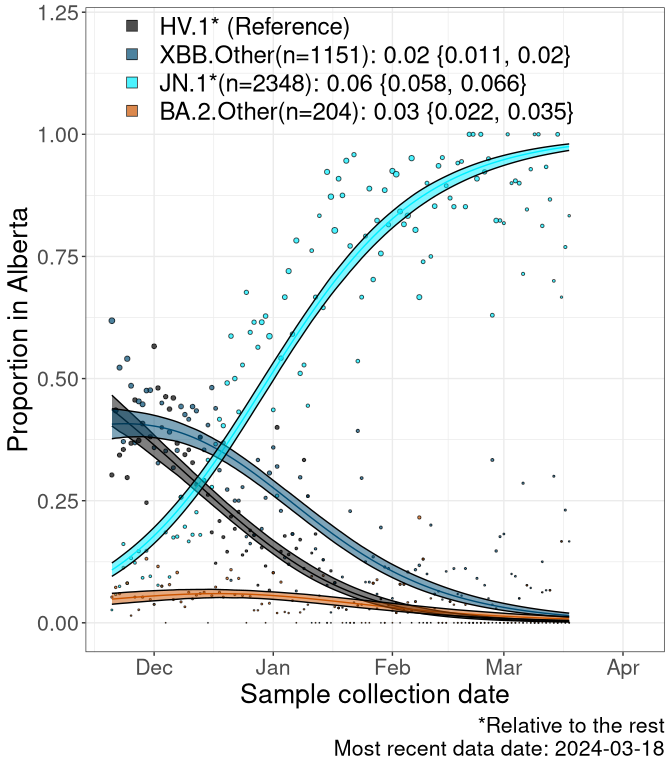 HV.1* (Reference)
XBB.Other(n=1151): 0.02 {0.011, 0.02}
JN.1*(n=2348): 0.06 {0.058, 0.066}
BA.2.Other(n=204): 0.03 {0.022, 0.035}
1.25
1.00
0.75
0.50
0.25
0.00
Proportion in Alberta
Dec Jan Feb Mar Apr
Sample collection date
*Relative to the rest
Most recent data date: 2024-03-18